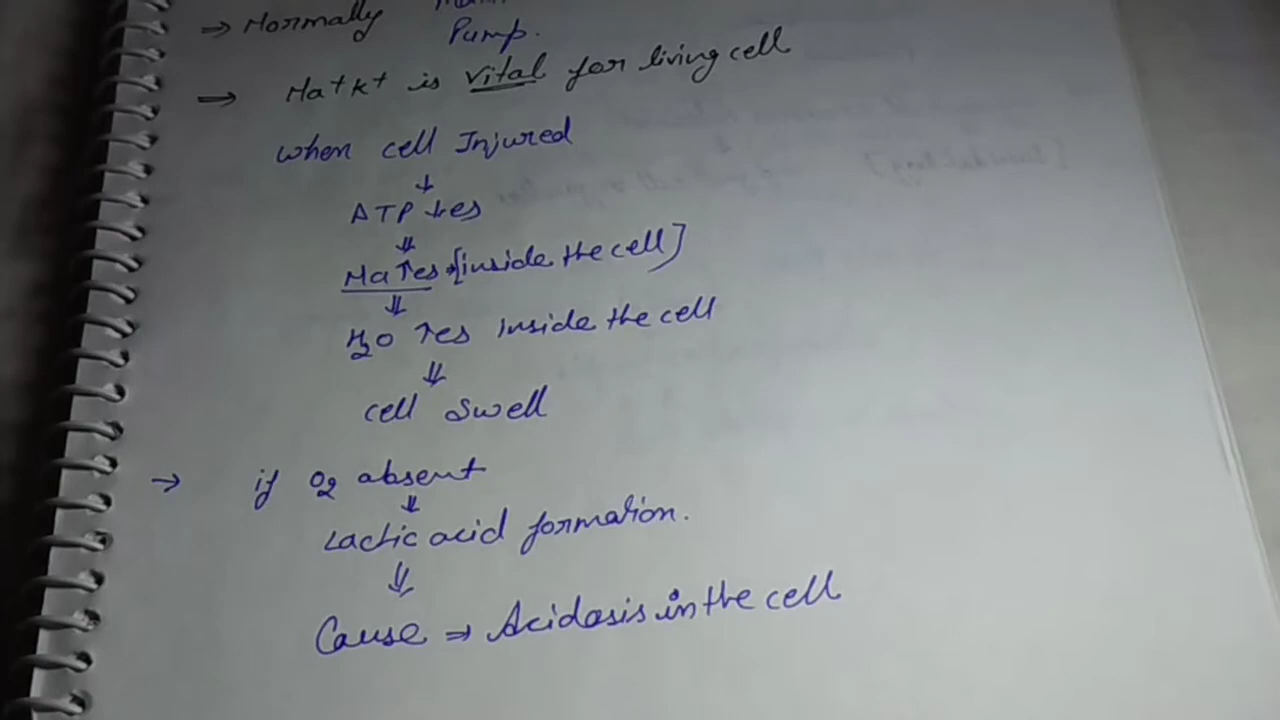 ⇒ Normally
Pump.
⇒ Na+K+ is vital for living cell
when cell Injured
↓
ATP ↓es
⇓
Na ↑es [inside the cell]
⇓
H2O ↑es inside the cell
⇓
cell swell
→ if O2 absent
⇓
Lactic acid formation.
⇓
Cause ⇒ Acidosis in the cell